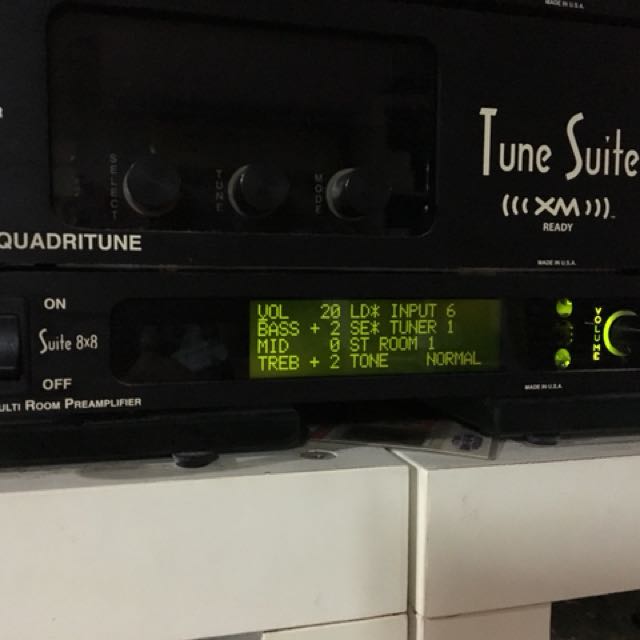 MADE IN U.S.A.
SELECT
TUNE
MODE
Tune Suite
((( XM )))
READY
QUADRITUNE
MADE IN U.S.A.
ON
Suite 8x8
OFF
MULTI ROOM PREAMPLIFIER
VOL 20 LD* INPUT 6
BASS + 2 SE* TUNER 1
MID 0 ST ROOM 1
TREB + 2 TONE NORMAL
VOLUME
MADE IN U.S.A.